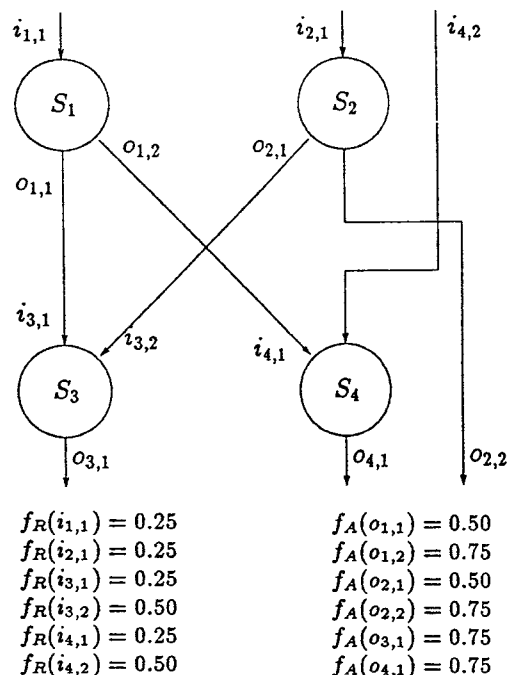 i1,1
i2,1
i4,2
S1
S2
o1,2
o2,1
o1,1
i3,1
i3,2
i4,1
S3
S4
o3,1
o4,1
o2,2
fR(i1,1) = 0.25
fA(o1,1) = 0.50
fR(i2,1) = 0.25
fA(o1,2) = 0.75
fR(i3,1) = 0.25
fA(o2,1) = 0.50
fR(i3,2) = 0.50
fA(o2,2) = 0.75
fR(i4,1) = 0.25
fA(o3,1) = 0.75
fR(i4,2) = 0.50
fA(o4,1) = 0.75